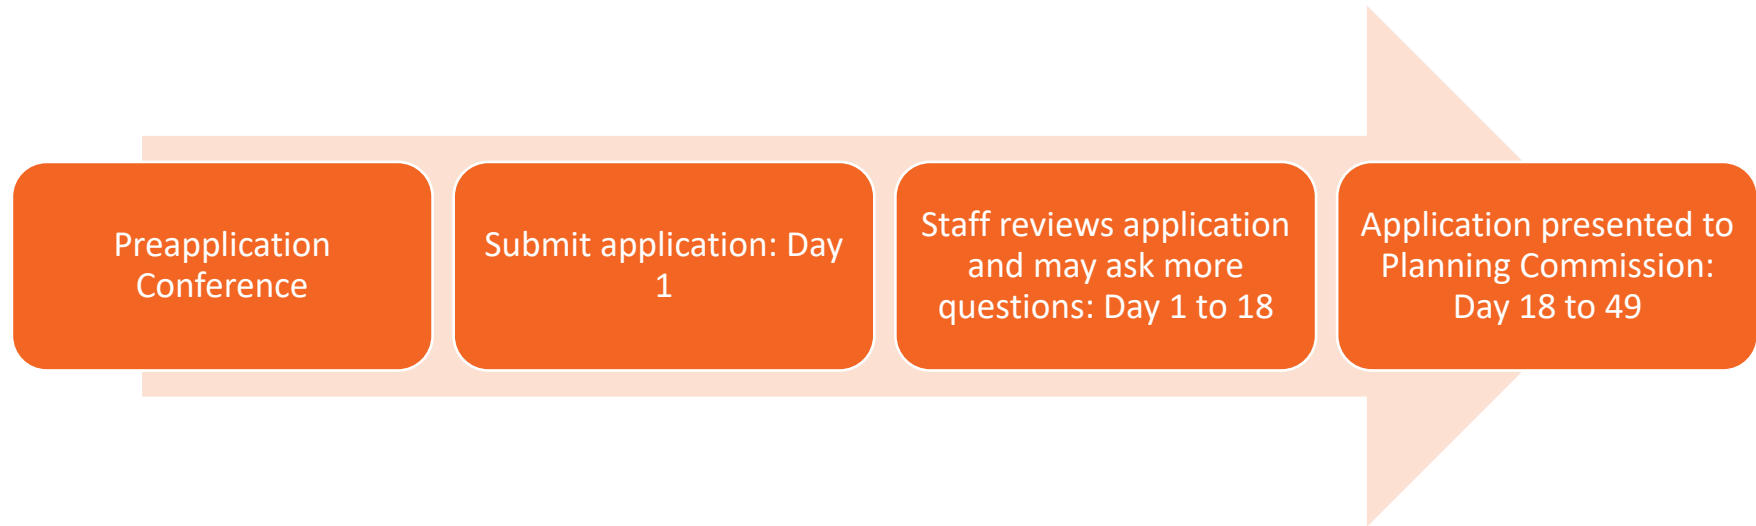 Preapplication
Conference
Submit application: Day
1
Staff reviews application
and may ask more
questions: Day 1 to 18
Application presented to
Planning Commission:
Day 18 to 49